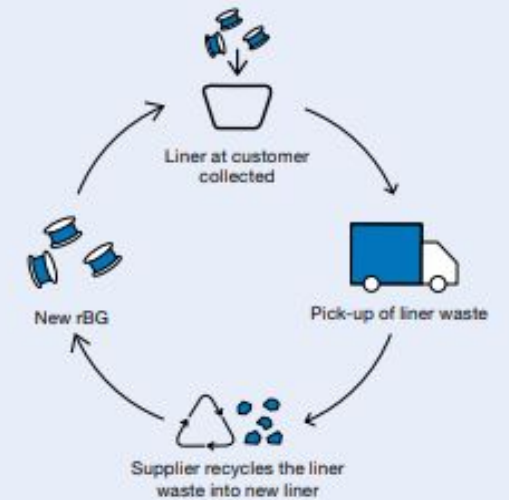 Liner at customer
collected
Pick-up of liner waste
Supplier recycles the liner
waste into new liner
New rBG